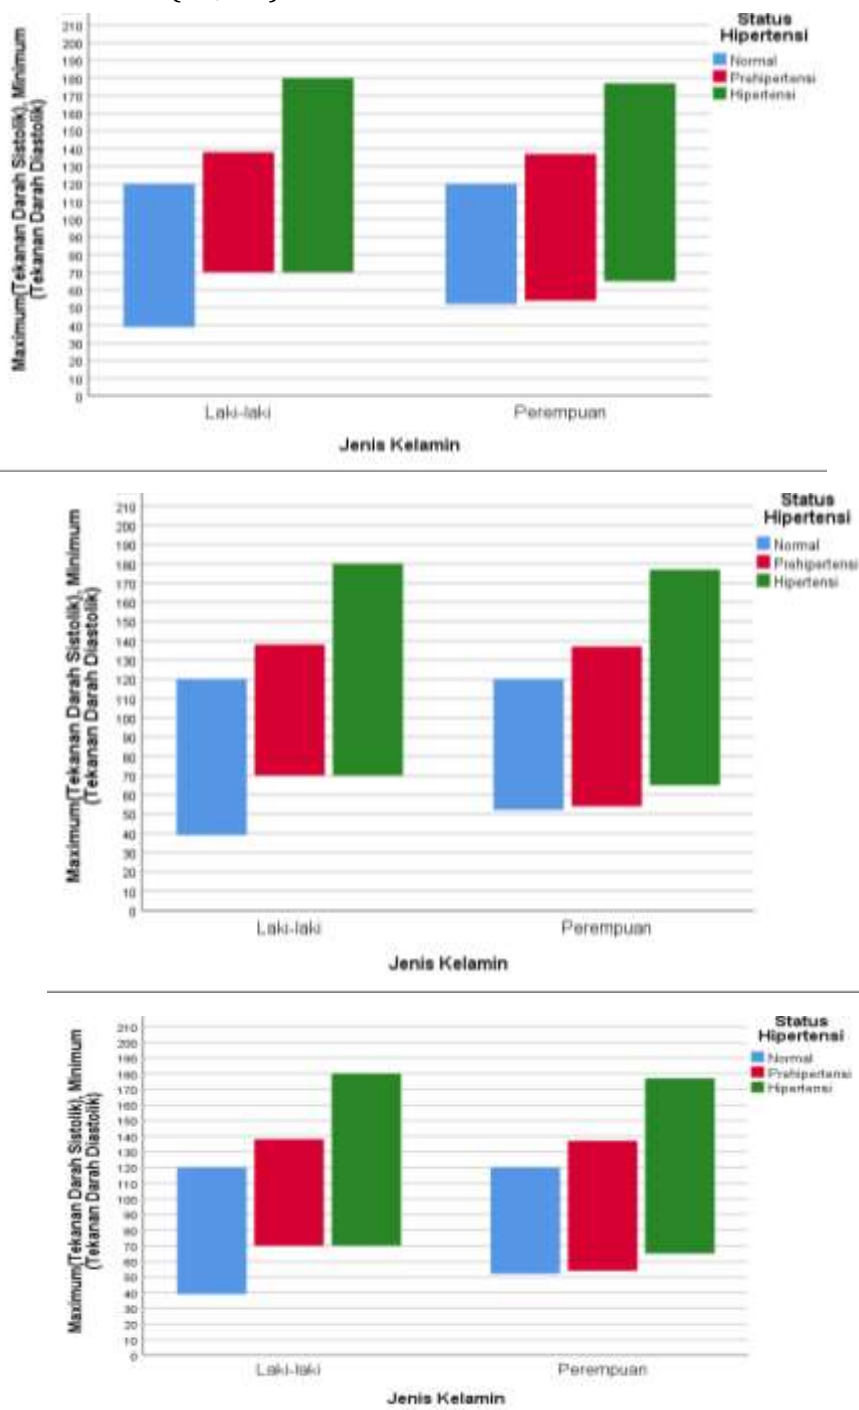 Status
Hipertensi
Normal
Prehipertensi
Hipertensi
Maximum(Tekanan Darah Sistolik), Minimum
(Tekanan Darah Diastolik)
210
200
190
180
170
160
150
140
130
120
110
100
90
80
70
60
50
40
30
20
10
0
Laki-laki
Perempuan
Jenis Kelamin
Status
Hipertensi
Normal
Prehipertensi
Hipertensi
Maximum(Tekanan Darah Sistolik), Minimum
(Tekanan Darah Diastolik)
210
200
190
180
170
160
150
140
130
120
110
100
90
80
70
60
50
40
30
20
10
0
Laki-laki
Perempuan
Jenis Kelamin
Status
Hipertensi
Normal
Prehipertensi
Hipertensi
Maximum(Tekanan Darah Sistolik), Minimum
(Tekanan Darah Diastolik)
210
200
190
180
170
160
150
140
130
120
110
100
90
80
70
60
50
40
30
20
10
0
Laki-laki
Perempuan
Jenis Kelamin